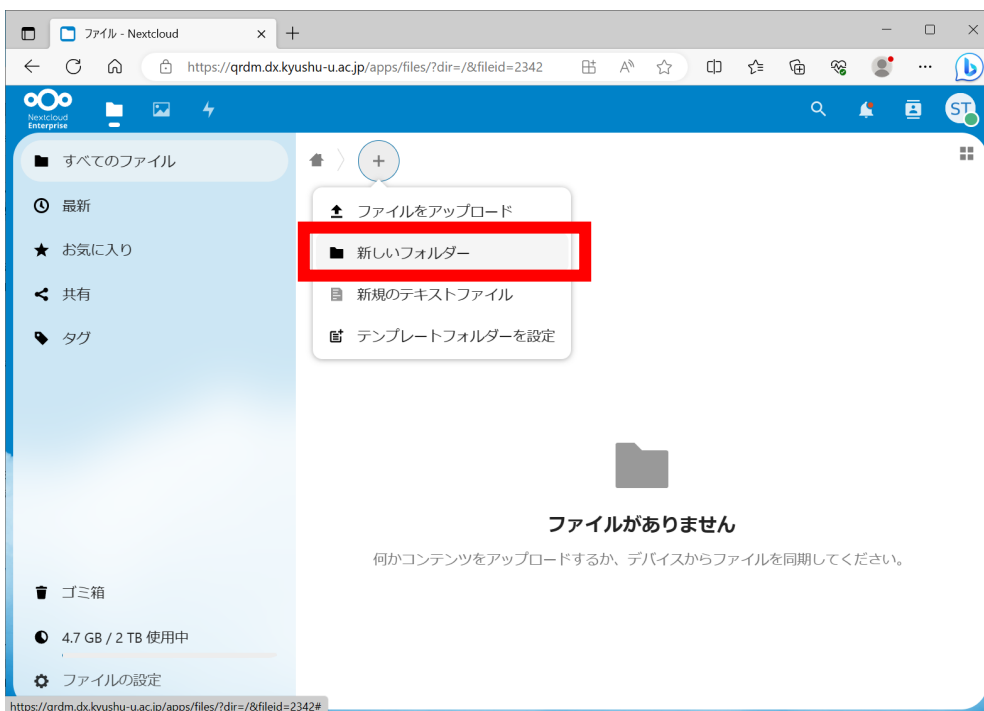 ファイル - Nextcloud
https://qrdm.dx.kyushu-u.ac.jp/apps/files/?dir=/&fileid=2342
Nextcloud
Enterprise
ST
すべてのファイル
最新
お気に入り
共有
タグ
ファイルをアップロード
新しいフォルダー
新規のテキストファイル
テンプレートフォルダーを設定
ファイルがありません
何かコンテンツをアップロードするか、デバイスからファイルを同期してください。
ゴミ箱
4.7 GB / 2 TB 使用中
ファイルの設定
https://qrdm.dx.kyushu-u.ac.jp/apps/files/?dir=/&fileid=2342#